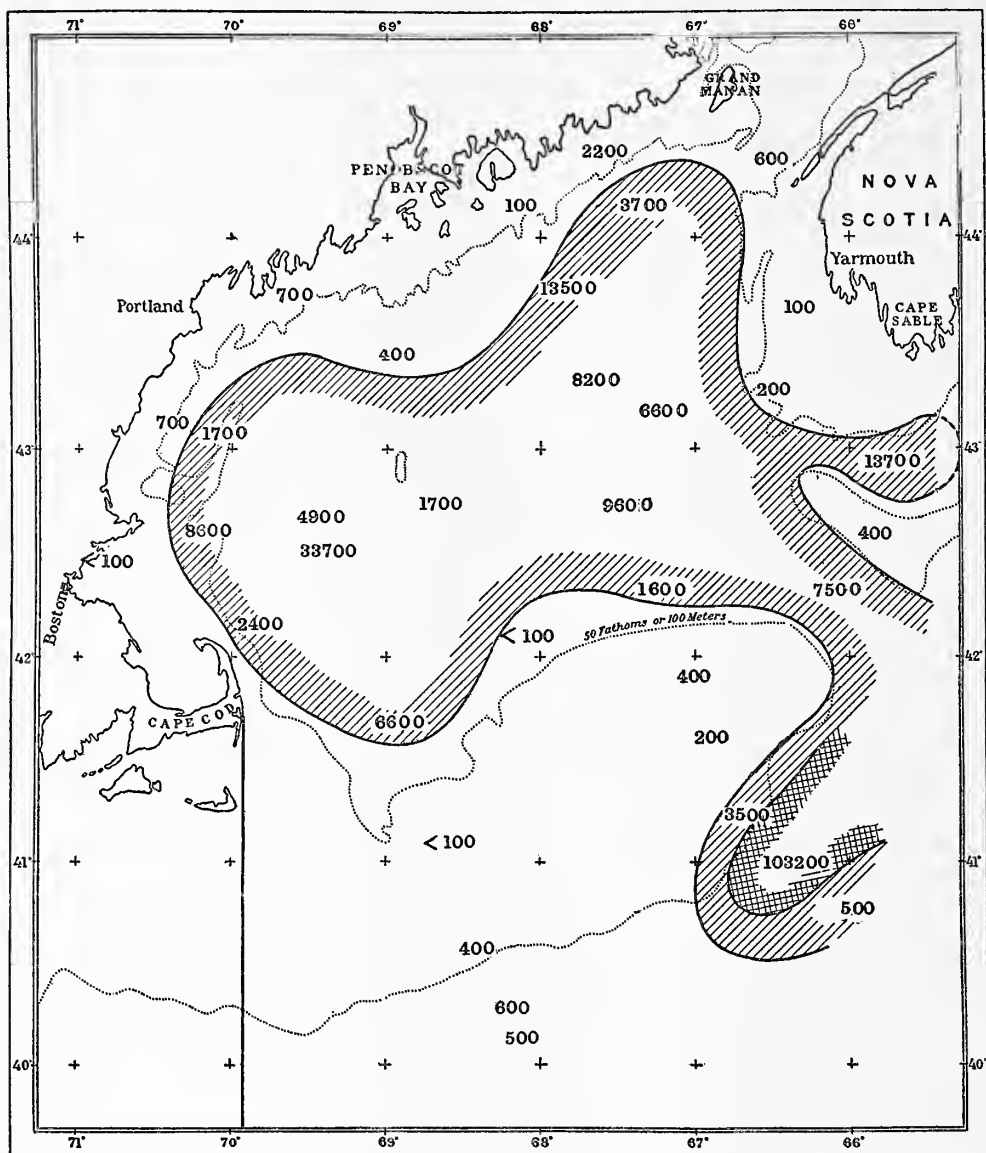 71° 70° 69° 68° 67° 66°
GRAND
MANAN
2200
600
PENOBSCOT
BAY
100
3700
NOVA
SCOTIA
44° 44°
Yarmouth
700
13500
Portland
100
CAPE
SABLE
400
8200
200
6600
700
1700
43° 43°
13700
1700
9600
4900
8600
400
33700
<100
Boston
7500
1600
2400
<100
50 Fathoms or 100 Meters
42° 42°
400
CAPE COD
6600
200
3500
<100
41° 103200 41°
500
400
600
500
40° 40°
71° 70° 69° 68° 67° 66°